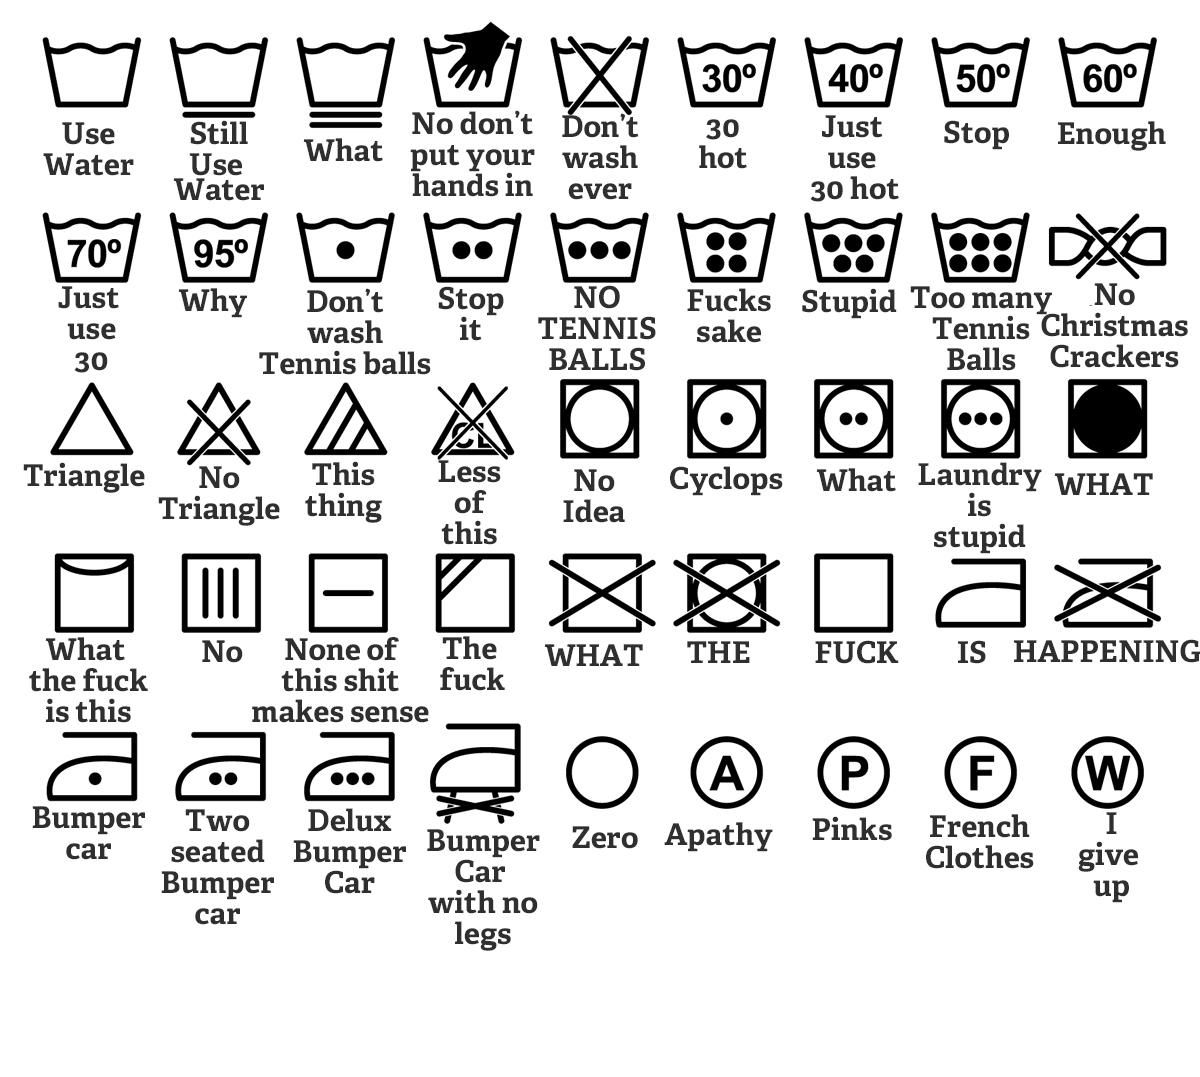 30º 40º 50º 60º
Use
Water
Still
Use
Water
What
No don't
put your
hands in
Don't
wash
ever
30
hot
Just
use
30 hot
Stop
Enough
70º 95º
Just
use
30
Why
Don't
wash
Tennis balls
Stop
it
NO
TENNIS
BALLS
Fucks
sake
Stupid
Too many
Tennis
Balls
No
Christmas
Crackers
CL
Triangle
No
Triangle
This
thing
Less
of
this
No
Idea
Cyclops
What
Laundry
is
stupid
WHAT
What
the fuck
is this
No
None of
this shit
makes sense
The
fuck
WHAT
THE
FUCK
IS
HAPPENING
A P F W
Bumper
car
Two
seated
Bumper
car
Delux
Bumper
Car
Bumper
Car
with no
legs
Zero
Apathy
Pinks
French
Clothes
I
give
up